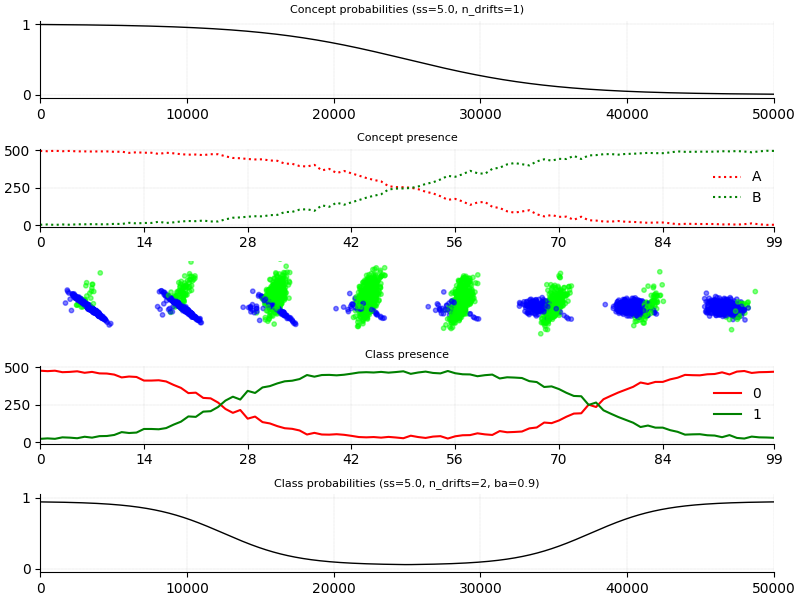 Concept probabilities (ss=5.0, n_drifts=1)
1
0
0 10000 20000 30000 40000 50000
Concept presence
500
250
0
A
B
0 14 28 42 56 70 84 99
Class presence
500
250
0
0
1
0 14 28 42 56 70 84 99
Class probabilities (ss=5.0, n_drifts=2, ba=0.9)
1
0
0 10000 20000 30000 40000 50000